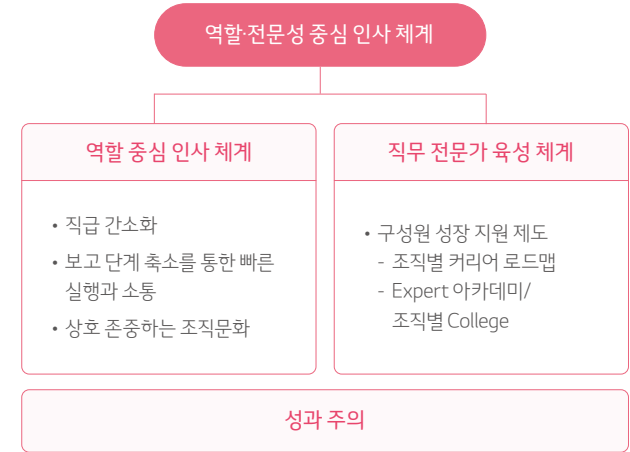 역할·전문성 중심 인사 체계
역할 중심 인사 체계
• 직급 간소화
• 보고 단계 축소를 통한 빠른
실행과 소통
• 상호 존중하는 조직문화
직무 전문가 육성 체계
• 구성원 성장 지원 제도
- 조직별 커리어 로드맵
- Expert 아카데미/
조직별 College
성과 주의